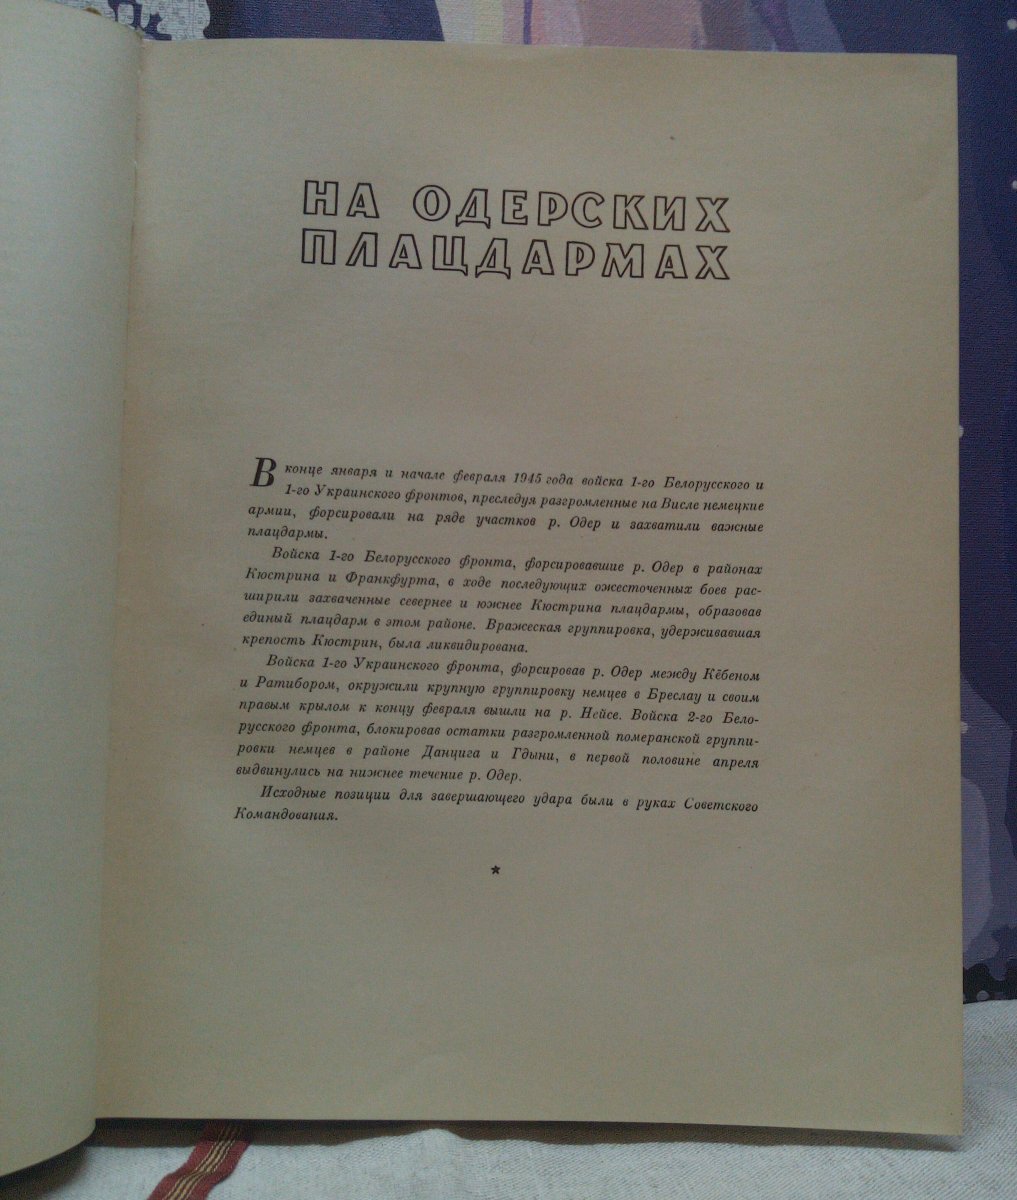 НА ОДЕРСКИХ
ПЛАЦДАРМАХ
В конце января и начале февраля 1945 года войска 1-го Белорусского и
1-го Украинского фронтов, преследуя разгромленные на Висле немецкие
армии, форсировали на ряде участков р. Одер и захватили важные
плацдармы.
Войска 1-го Белорусского фронта, форсировавшие р. Одер в районах
Кюстрина и Франкфурта, в ходе последующих ожесточенных боев рас-
ширили захваченные севернее и южнее Кюстрина плацдармы, образовав
единый плацдарм в этом районе. Вражеская группировка, удерживавшая
крепость Кюстрин, была ликвидирована.
Войска 1-го Украинского фронта, форсировав р. Одер между Кёбеном
и Ратибором, окружили крупную группировку немцев в Бреслау и своим
правым крылом к концу февраля вышли на р. Нейсе. Войска 2-го Бело-
русского фронта, блокировав остатки разгромленной померанской группи-
ровки немцев в районе Данцига и Гдыни, в первой половине апреля
выдвинулись на нижнее течение р. Одер.
Исходные позиции для завершающего удара были в руках Советского
Командования.